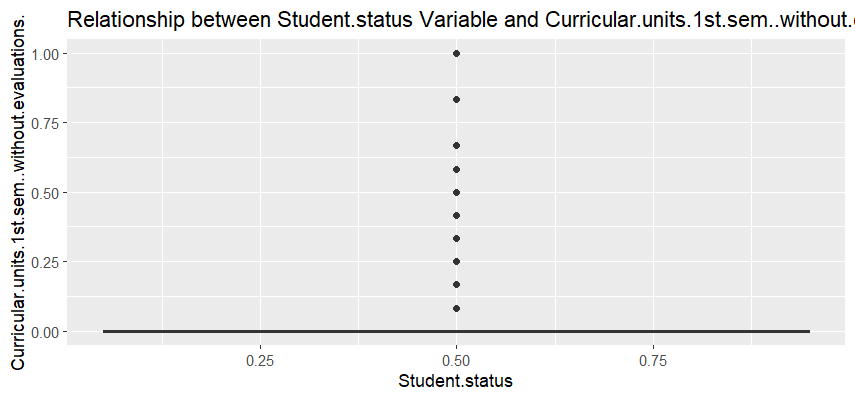 Relationship between Student.status Variable and Curricular.units.1st.sem..without.
Curricular.units.1st.sem..without.evaluations.
1.00
0.75
0.50
0.25
0.00
0.25
0.50
0.75
Student.status